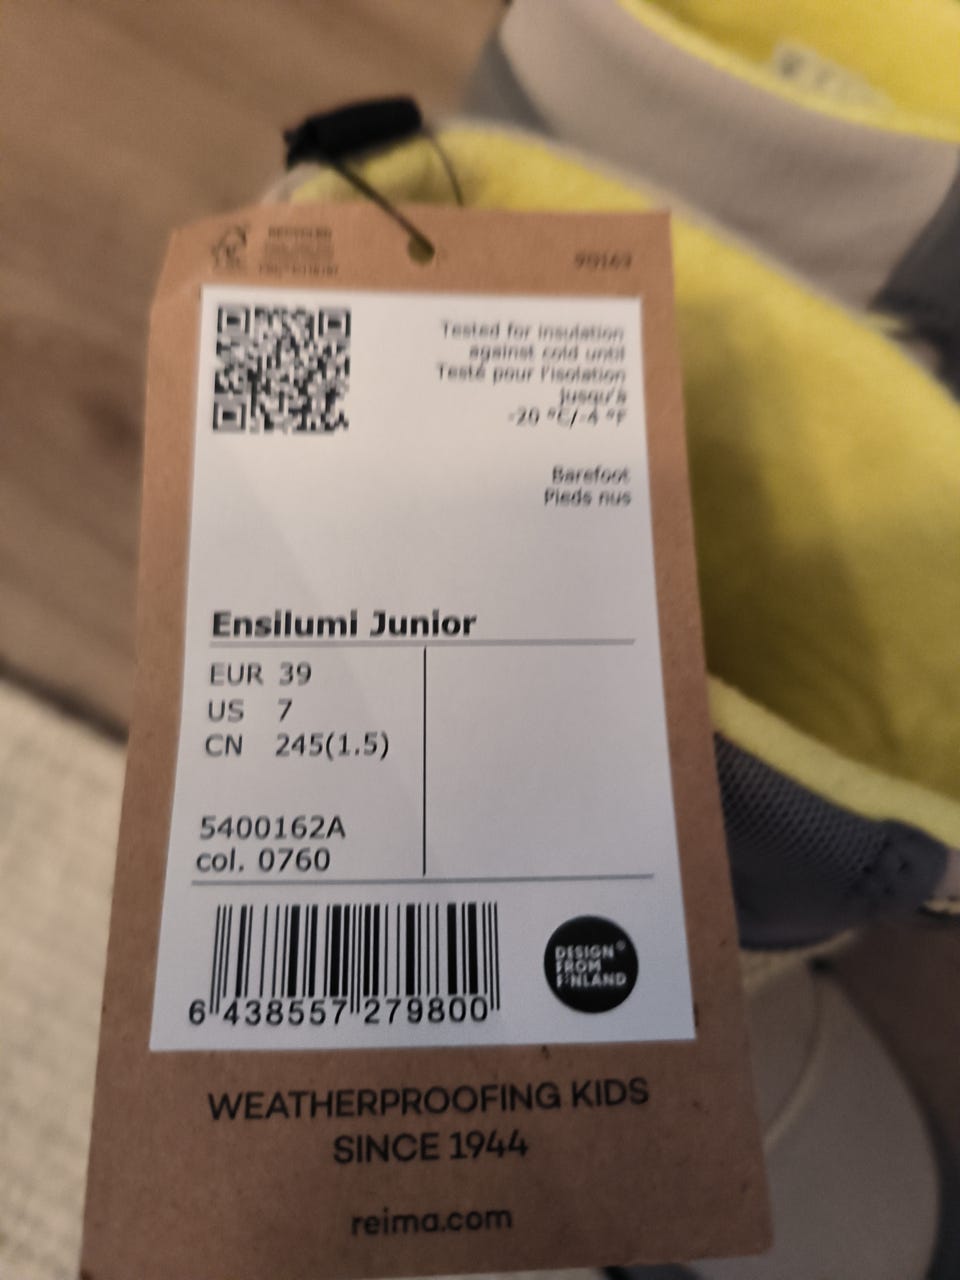 RECYCLED
Tested for insulation
against cold until
Testé pour l'isolation
jusqu'à
-20 °C/-4 °F
Barefoot
Pieds nus
Ensilumi Junior
EUR 39
US 7
CN 245(1.5)
5400162A
col. 0760
6 438557 279800
DESIGN
FROM
FINLAND
WEATHERPROOFING KIDS
SINCE 1944
reima.com